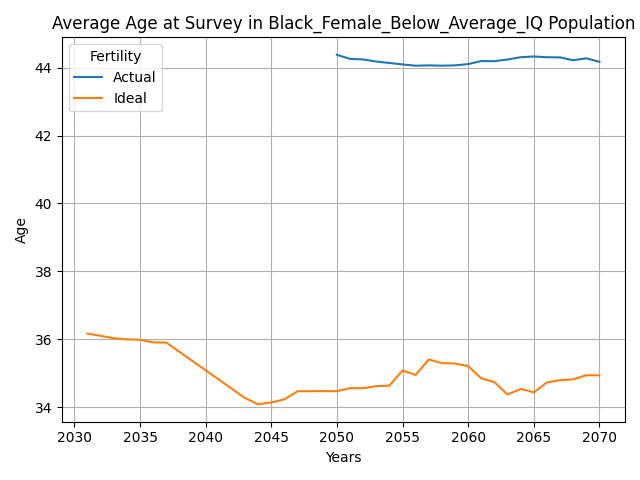 Average Age at Survey in Black_Female_Below_Average_IQ Population
Fertility
Actual
Ideal
Age
44
42
40
38
36
34
2030
2035
2040
2045
2050
2055
2060
2065
2070
Years